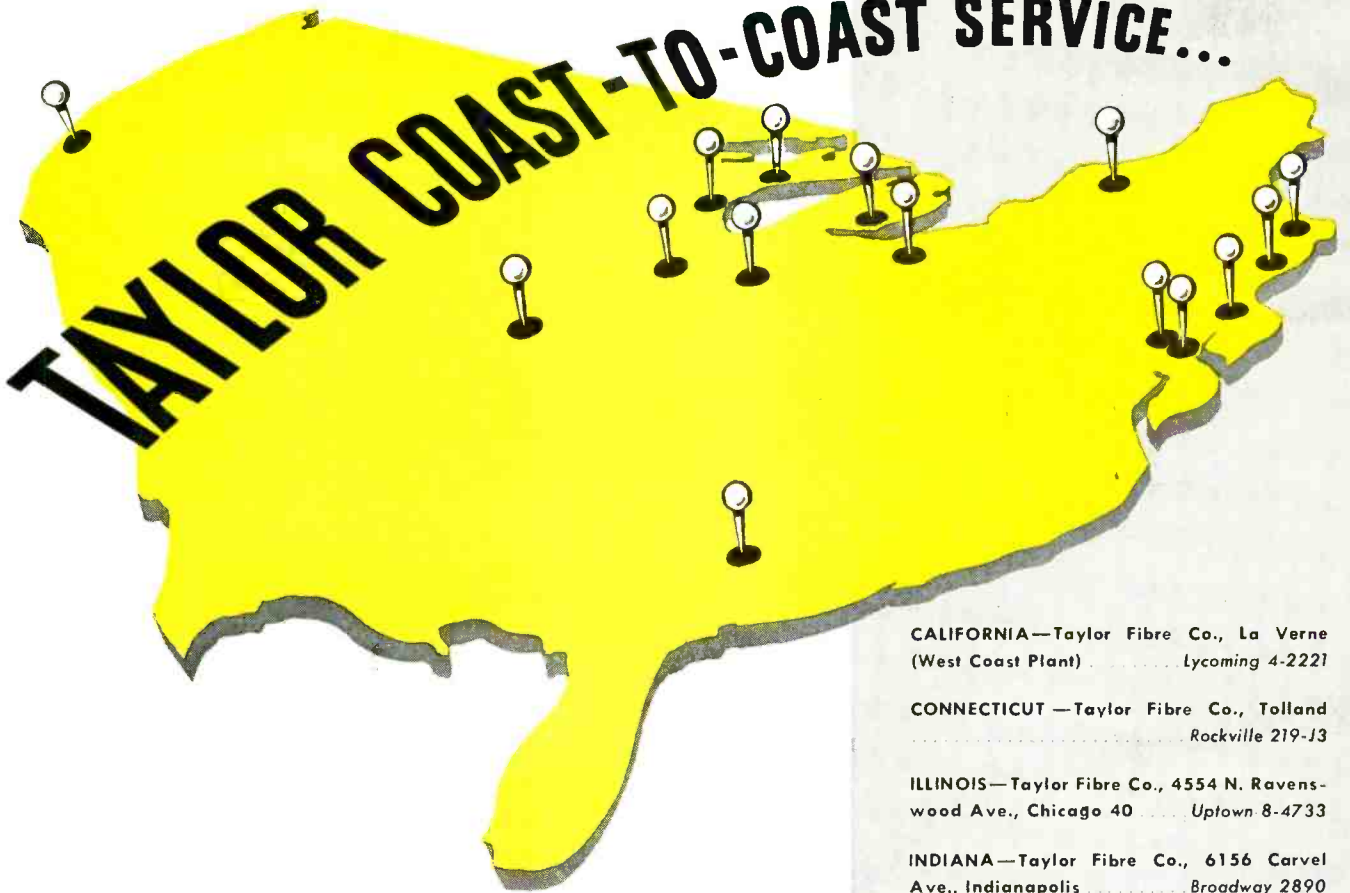 TAYLOR COAST-TO-COAST SERVICE...
CALIFORNIA—Taylor Fibre Co., La Verne
(West Coast Plant) ......... Lycoming 4-2221
CONNECTICUT—Taylor Fibre Co., Tolland
......................... Rockville 219-J3
ILLINOIS—Taylor Fibre Co., 4554 N. Ravens-
wood Ave., Chicago 40 ..... Uptown 8-4733
INDIANA—Taylor Fibre Co., 6156 Carvel
Ave., Indianapolis .......... Broadway 2890